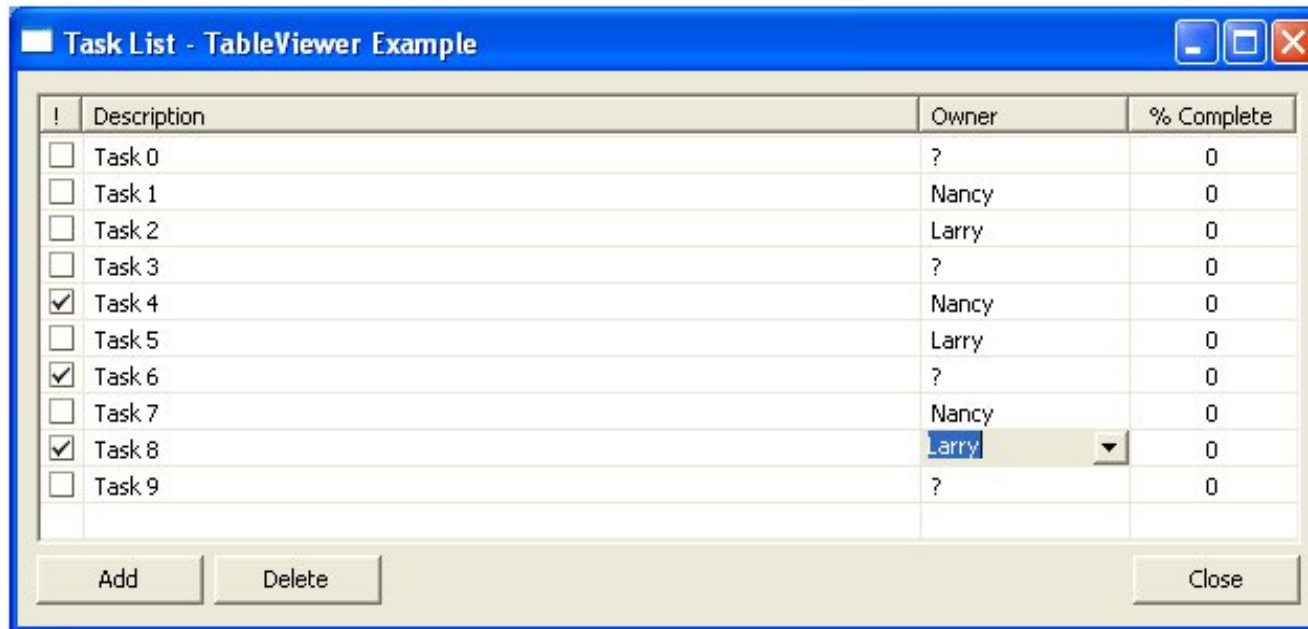 Task List - TableViewer Example
! Description Owner % Complete
Task 0 ? 0
Task 1 Nancy 0
Task 2 Larry 0
Task 3 ? 0
Task 4 Nancy 0
Task 5 Larry 0
Task 6 ? 0
Task 7 Nancy 0
Task 8 Larry 0
Task 9 ? 0
Add Delete Close